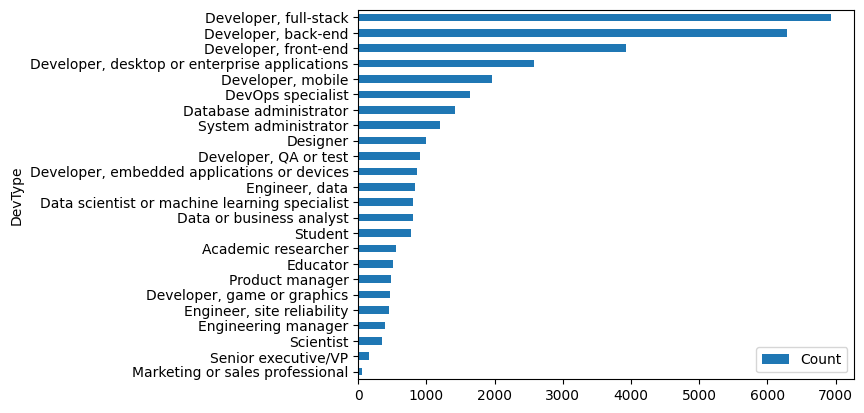 Developer, full-stack
Developer, back-end
Developer, front-end
Developer, desktop or enterprise applications
Developer, mobile
DevOps specialist
Database administrator
System administrator
Designer
Developer, QA or test
Developer, embedded applications or devices
Engineer, data
Data scientist or machine learning specialist
Data or business analyst
Student
Academic researcher
Educator
Product manager
Developer, game or graphics
Engineer, site reliability
Engineering manager
Scientist
Senior executive/VP
Marketing or sales professional
DevType
Count
0 1000 2000 3000 4000 5000 6000 7000